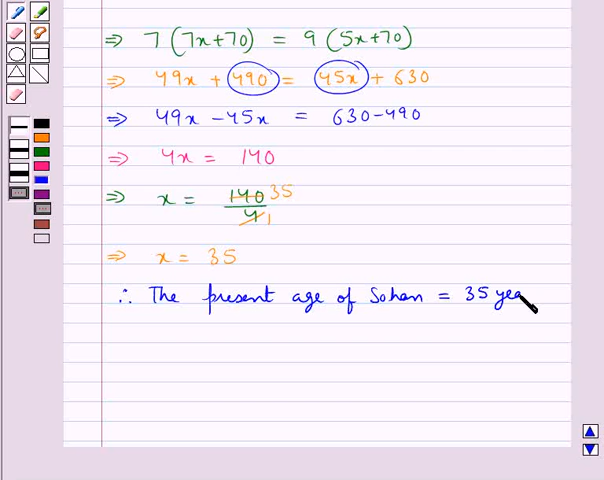 ⇒ 7 (7x+70) = 9 (5x+70)
⇒ 49x + 490 = 45x + 630
⇒ 49x - 45x = 630 - 490
⇒ 4x = 140
⇒ x = 140/4 35 1
⇒ x = 35
∴ The present age of Sohan = 35 yea